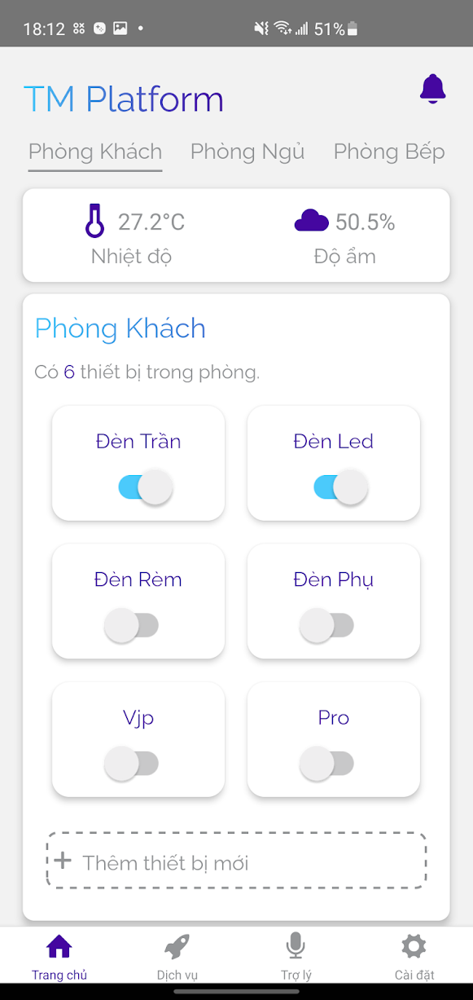 18:12 51%
TM Platform
Phòng Khách Phòng Ngủ Phòng Bếp
27.2°C 50.5%
Nhiệt độ Độ ẩm
Phòng Khách
Có 6 thiết bị trong phòng.
Đèn Trần Đèn Led
Đèn Rèm Đèn Phụ
Vjp Pro
+ Thêm thiết bị mới
Trang chủ Dịch vụ Trợ lý Cài đặt